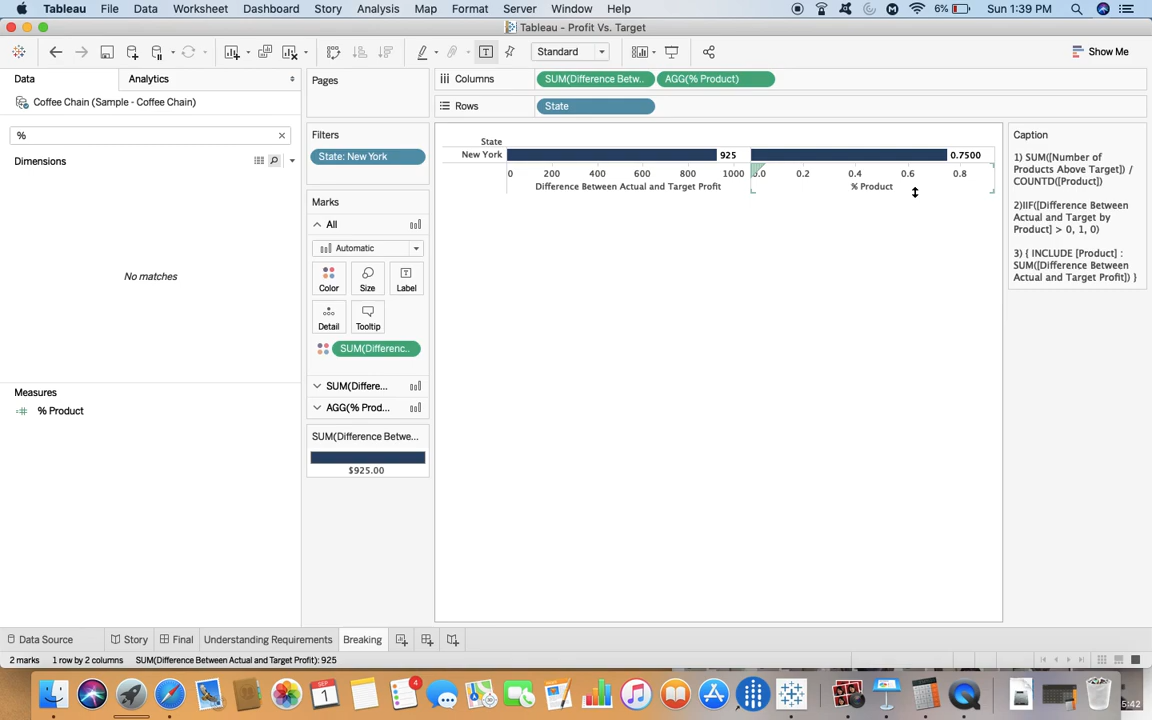 Tableau File Data Worksheet Dashboard Story Analysis Map Format Server Window Help 6% Sun 1:39 PM
Tableau - Profit Vs. Target
Standard
Show Me
Data Analytics
Pages
Columns SUM(Difference Betw.. AGG(% Product)
Coffee Chain (Sample - Coffee Chain)
Rows State
%
Filters
State: New York
Dimensions
No matches
Measures
% Product
Marks
All
Automatic
Color Size Label
Detail Tooltip
SUM(Differenc..
SUM(Differe...
AGG(% Prod...
SUM(Difference Betwe...
$925.00
State
New York 925 0.7500
0 200 400 600 800 1000 0.0 0.2 0.4 0.6 0.8
Difference Between Actual and Target Profit % Product
Caption
1) SUM([Number of
Products Above Target]) /
COUNTD([Product])
2)IIF([Difference Between
Actual and Target by
Product] > 0, 1, 0)
3) { INCLUDE [Product] :
SUM([Difference Between
Actual and Target Profit]) }
Data Source Story Final Understanding Requirements Breaking
2 marks 1 row by 2 columns SUM(Difference Between Actual and Target Profit): 925
1
4
5:42